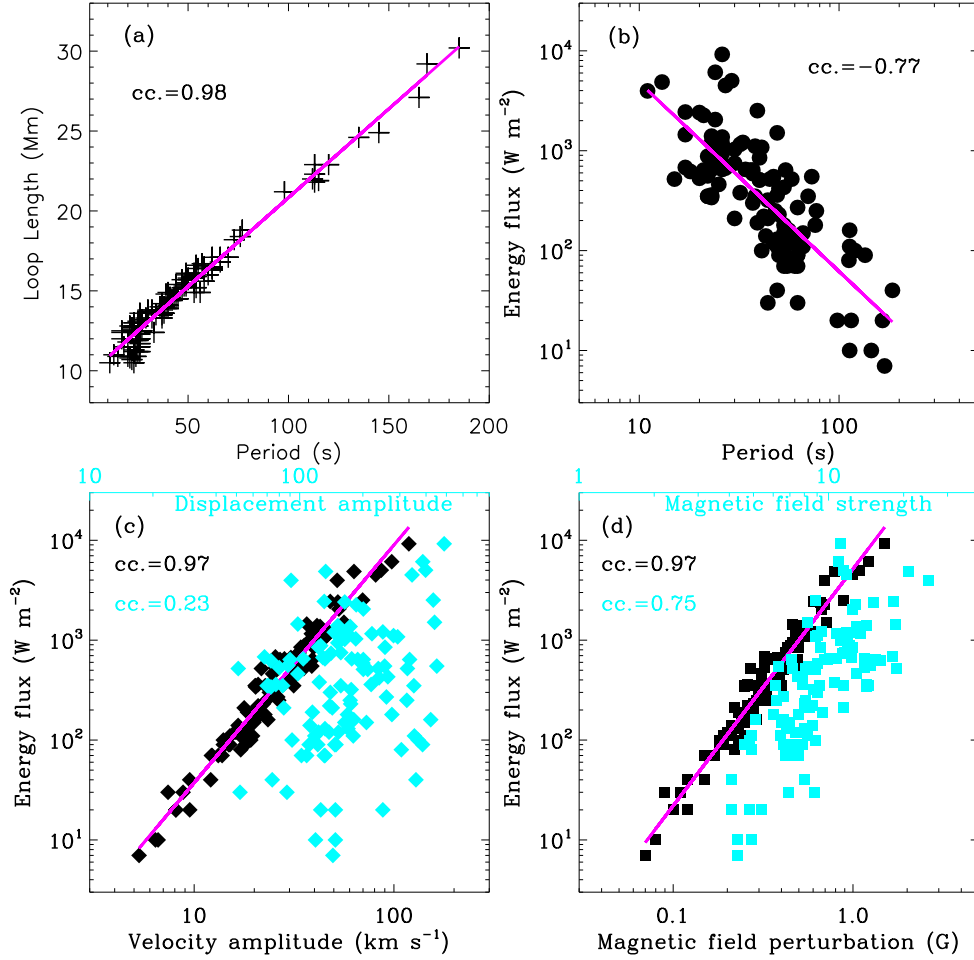 (a)
cc.=0.98
30
25
20
15
10
Loop Length (Mm)
50
100
150
200
Period (s)
(b)
cc.=−0.77
10⁴
10³
10²
10¹
Energy flux (W m⁻²)
10
100
Period (s)
10
100
Displacement amplitude
(c)
cc.=0.97
cc.=0.23
10⁴
10³
10²
10¹
Energy flux (W m⁻²)
10
100
Velocity amplitude (km s⁻¹)
1
10
Magnetic field strength
(d)
cc.=0.97
cc.=0.75
10⁴
10³
10²
10¹
Energy flux (W m⁻²)
0.1
1.0
Magnetic field perturbation (G)